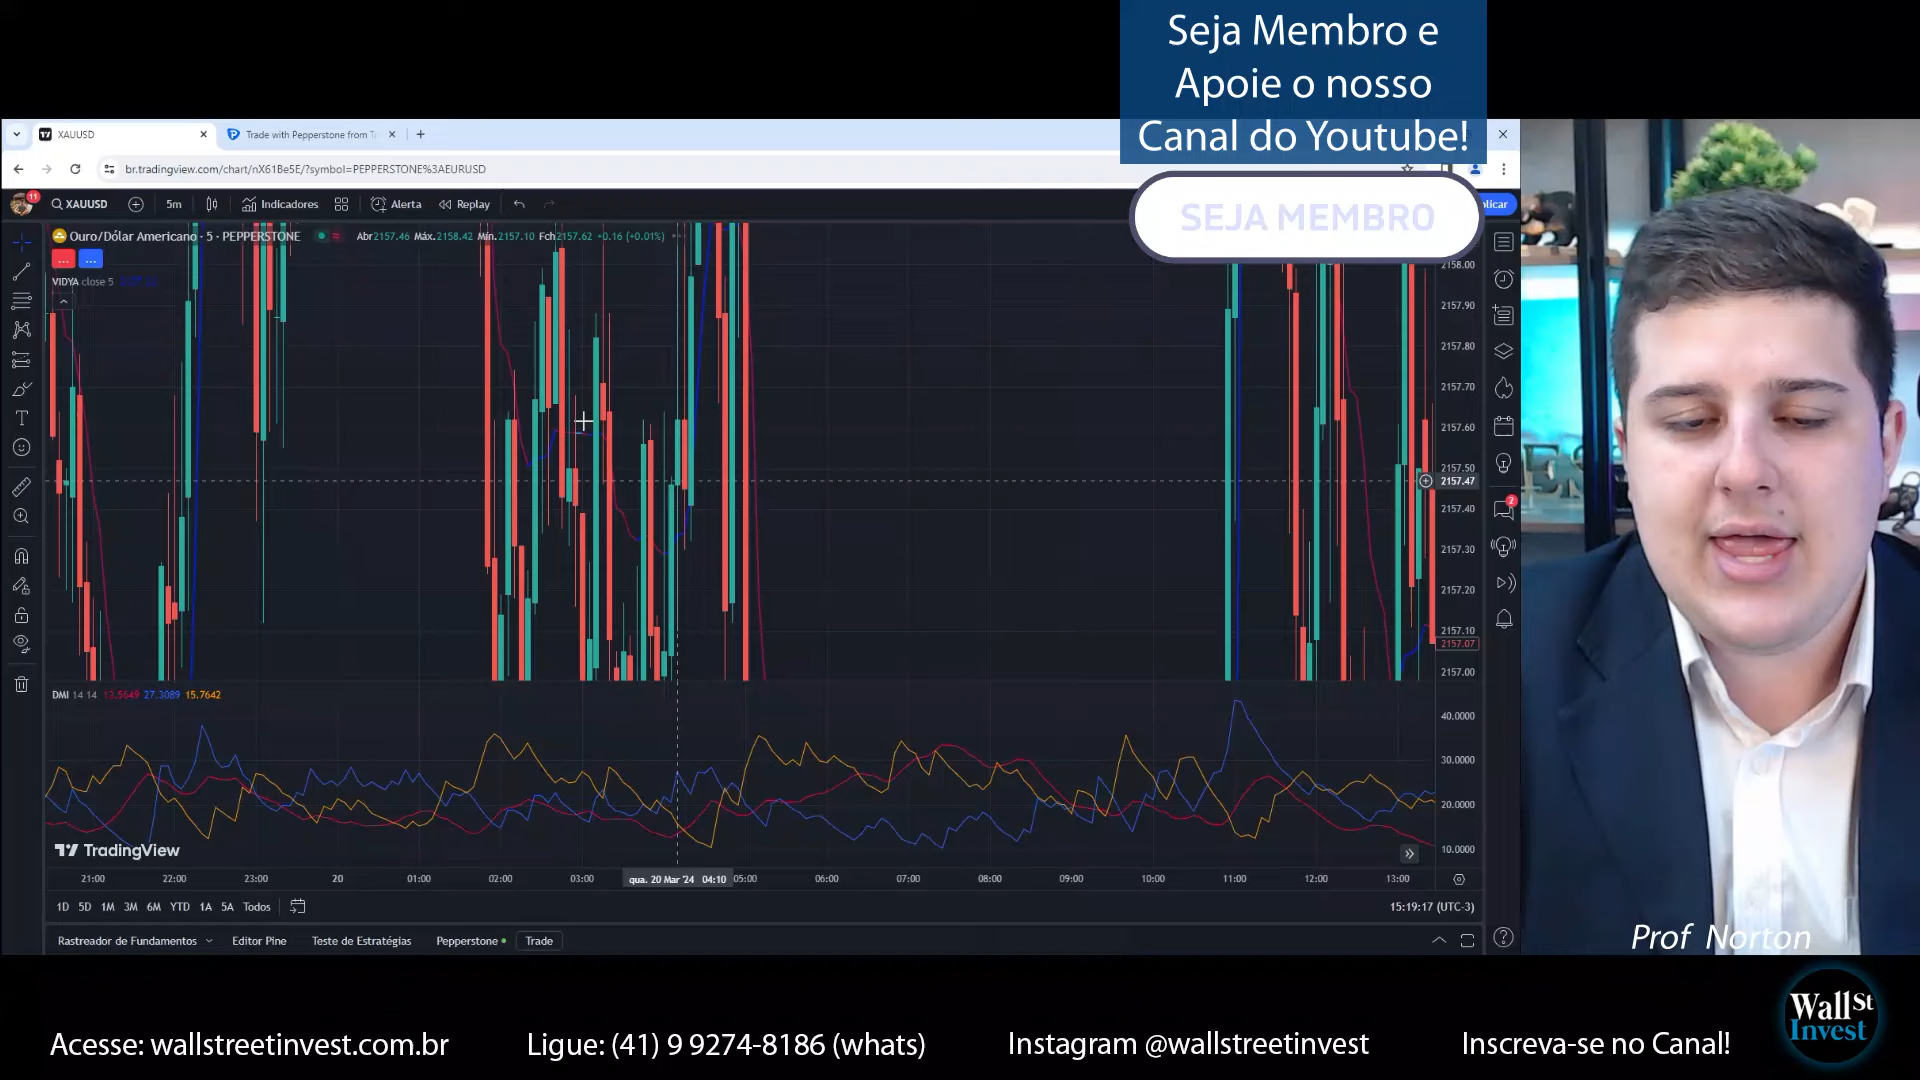 Seja Membro e
Apoie o nosso
Canal do Youtube!
SEJA MEMBRO
XAUUSD
Trade with Pepperstone from T
br.tradingview.com/chart/nX61Be5E/?symbol=PEPPERSTONE%3AEURUSD
11
XAUUSD
5m
Indicadores
Alerta
Replay
licar
Ouro/Dólar Americano · 5 · PEPPERSTONE
Abr2157.46 Máx.2158.42 Mín.2157.10 Fch2157.62 +0.16 (+0.01%)
...
...
VIDYA close 5
2158.00
2157.90
2157.80
2157.70
2157.60
2157.50
2157.47
2157.40
2157.30
2157.20
2157.10
2157.07
2157.00
2
DMI 14 14 13.5649 27.3089 15.7642
40.0000
30.0000
20.0000
10.0000
TradingView
21:00 22:00 23:00 20 01:00 02:00 03:00 qua. 20 Mar '24 04:10 05:00 06:00 07:00 08:00 09:00 10:00 11:00 12:00 13:00
1D 5D 1M 3M 6M YTD 1A 5A Todos
15:19:17 (UTC-3)
Rastreador de Fundamentos Editor Pine Teste de Estratégias Pepperstone Trade
Prof Norton
Acesse: wallstreetinvest.com.br
Ligue: (41) 9 9274-8186 (whats)
Instagram @wallstreetinvest
Inscreva-se no Canal!
Wall St
Invest